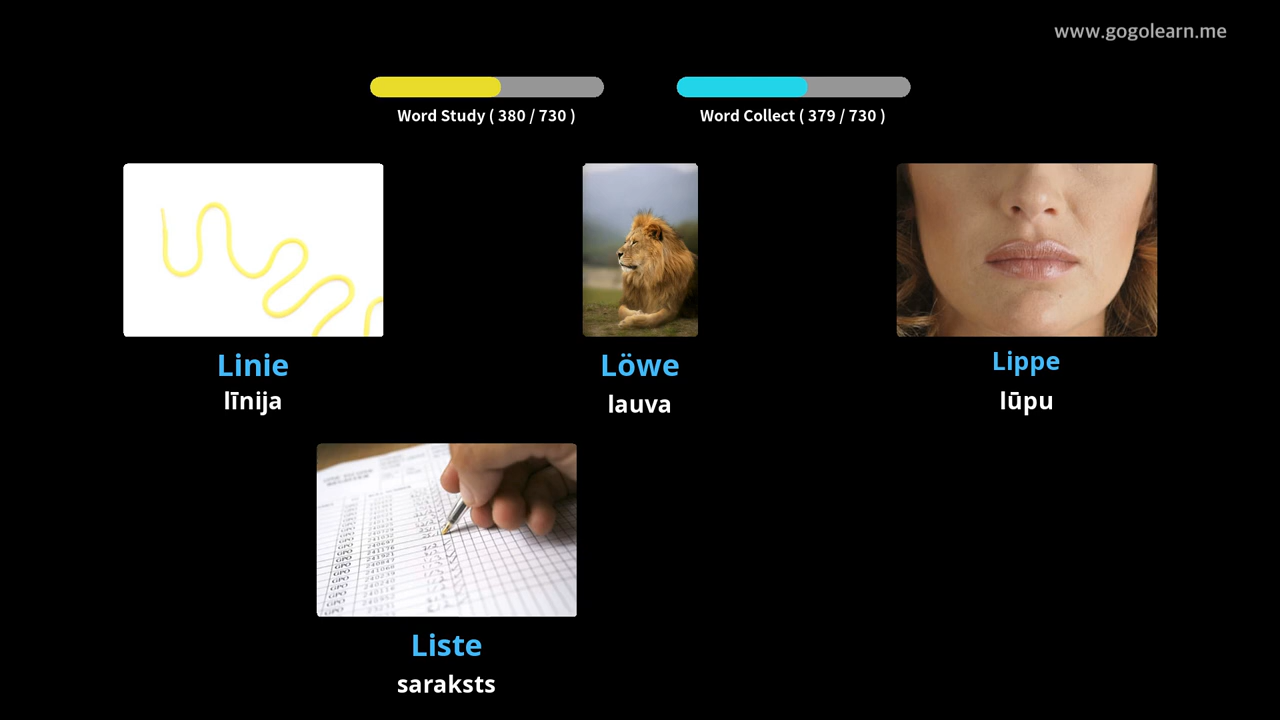 www.gogolearn.me
Word Study ( 380 / 730 )
Word Collect ( 379 / 730 )
Linie
līnija
Löwe
lauva
Lippe
lūpu
Liste
saraksts